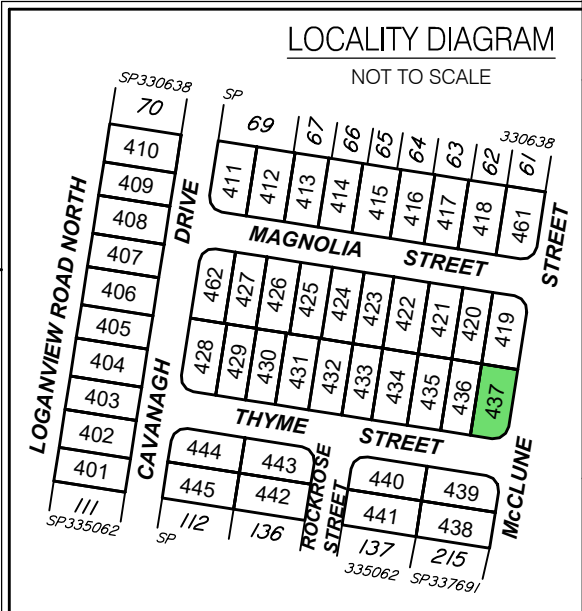 LOCALITY DIAGRAM
NOT TO SCALE
SP330638
70
410
409
408
407
406
405
404
403
402
401
111
SP335062
LOGANVIEW ROAD NORTH
CAVANAGH DRIVE
SP 330638
69 67 66 65 64 63 62 61
411 412 413 414 415 416 417 418 461
MAGNOLIA STREET
462 427 426 425 424 423 422 421 420 419
428 429 430 431 432 433 434 435 436 437
THYME STREET
McCLUNE STREET
444 443
445 442
112 136
SP 335062
ROCKROSE STREET
440 439
441 438
137 215
SP337691